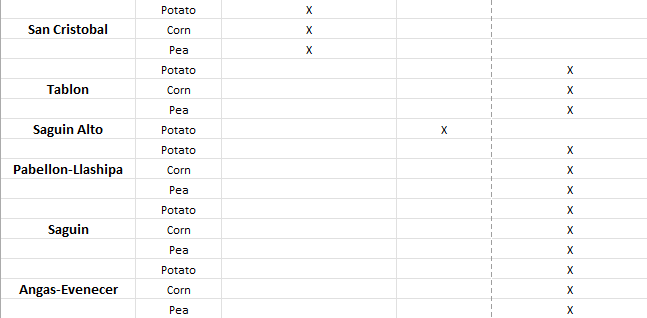 Potato X
San Cristobal Corn X
Pea X
Potato X
Tablon Corn X
Pea X
Saguin Alto Potato X
Potato X
Pabellon-Llashipa Corn X
Pea X
Potato X
Saguin Corn X
Pea X
Potato X
Angas-Evenecer Corn X
Pea X